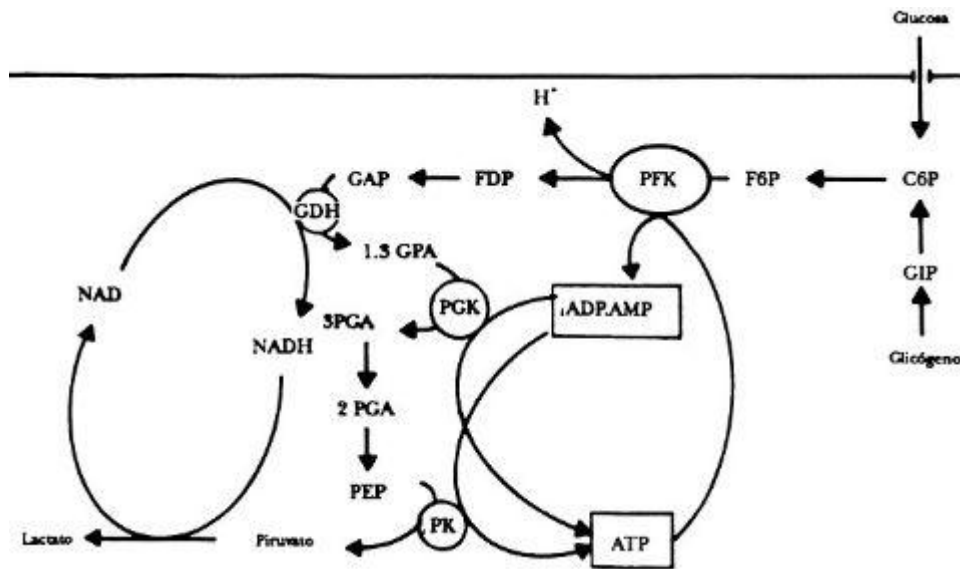 Glucosa
H+
GAP
FDP
PFK
F6P
C6P
GDH
1.3 GPA
GIP
NAD
PGK
ADP.AMP
3PGA
NADH
Glicógeno
2 PGA
PEP
PK
Lactato
Piruvato
ATP